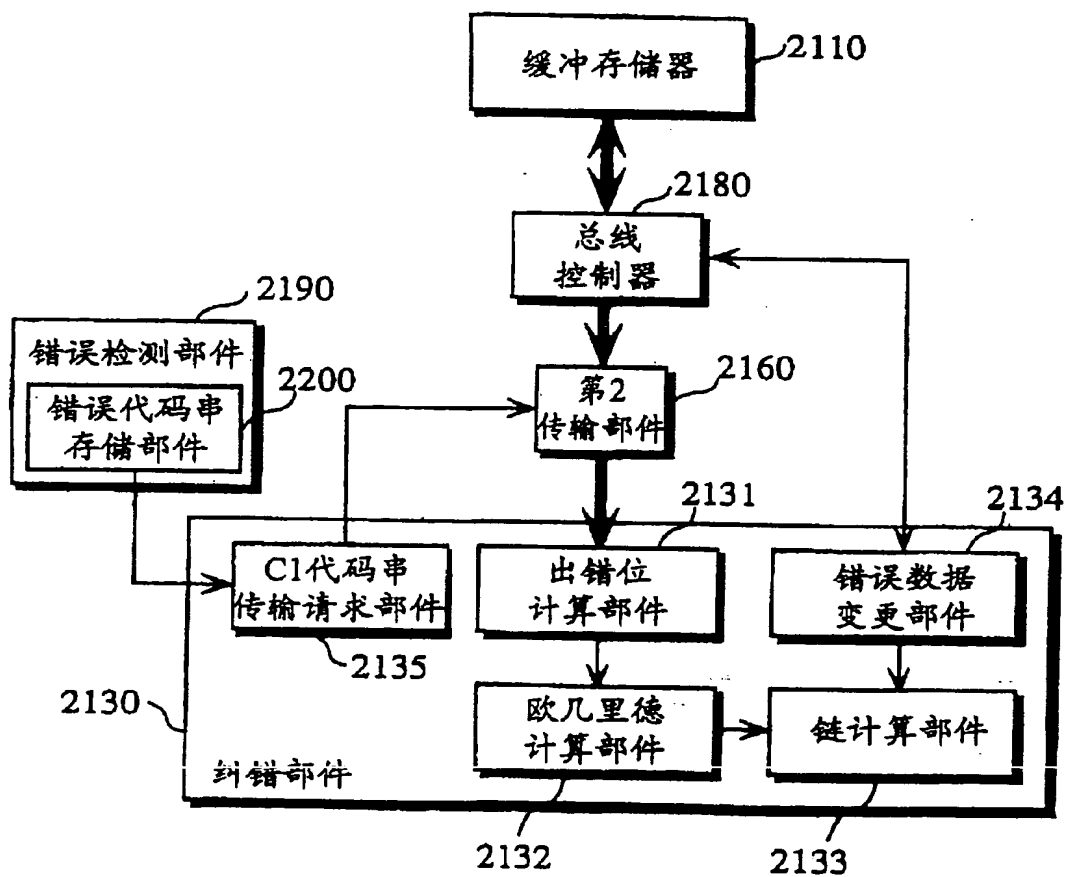 2110
缓冲存储器
2180
总线
控制器
2190
错误检测部件
2200
错误代码串
存储部件
第2
传输部件
2160
2131
2134
C1代码串
传输请求部件
2135
出错位
计算部件
错误数据
变更部件
2130
欧几里德
计算部件
链计算部件
纠错部件
2132
2133